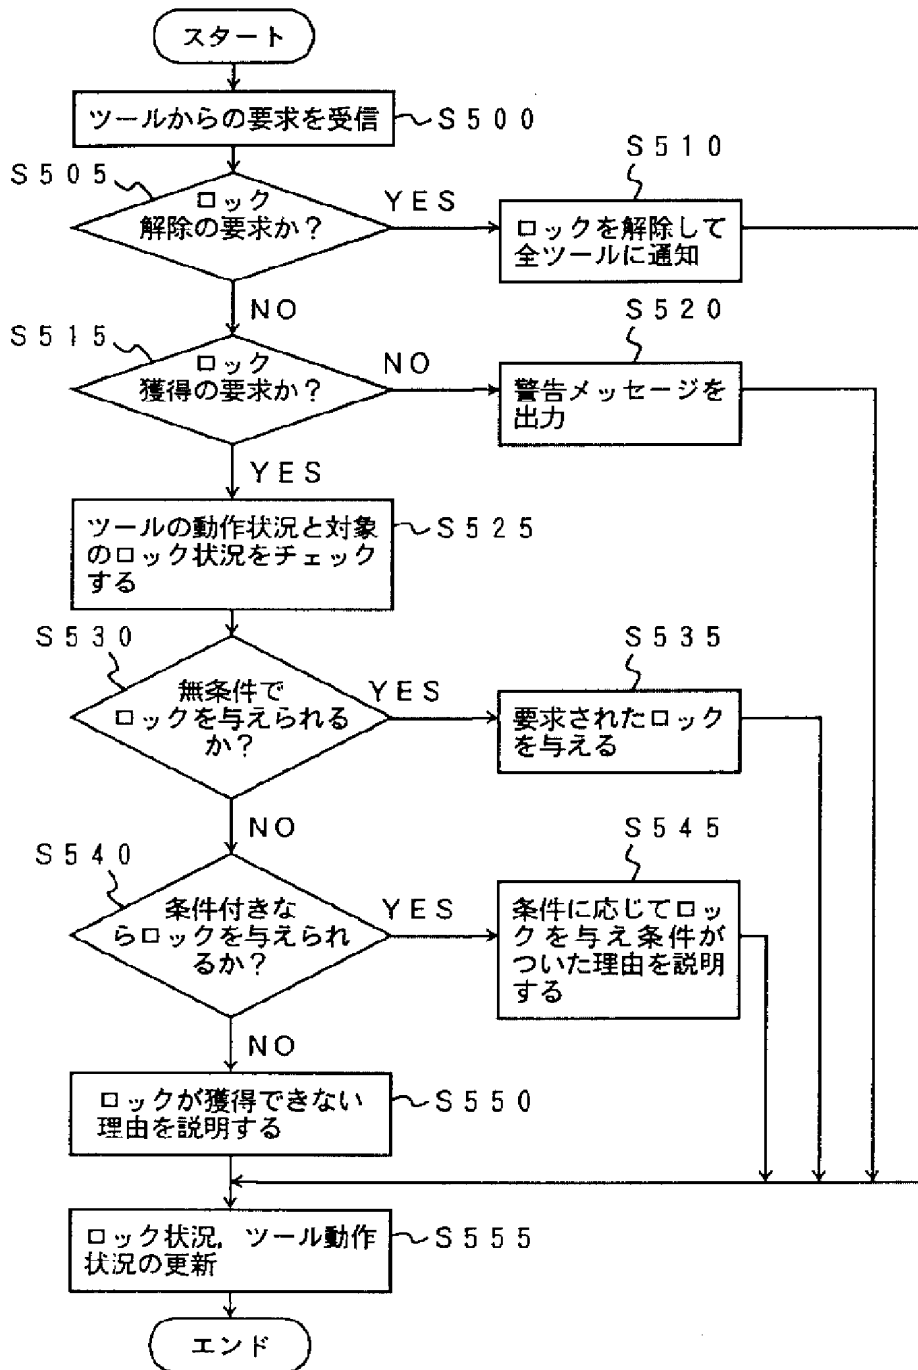 スタート
ツールからの要求を受信
S500
S505
ロック
解除の要求か?
YES
S510
ロックを解除して
全ツールに通知
NO
S515
ロック
獲得の要求か?
NO
S520
警告メッセージを
出力
YES
ツールの動作状況と対象
のロック状況をチェック
する
S525
S530
無条件で
ロックを与えられる
か?
YES
S535
要求されたロック
を与える
NO
S540
条件付きな
らロックを与えられ
るか?
YES
S545
条件に応じてロッ
クを与え条件が
ついた理由を説明
する
NO
ロックが獲得できない
理由を説明する
S550
ロック状況,ツール動作
状況の更新
S555
エンド